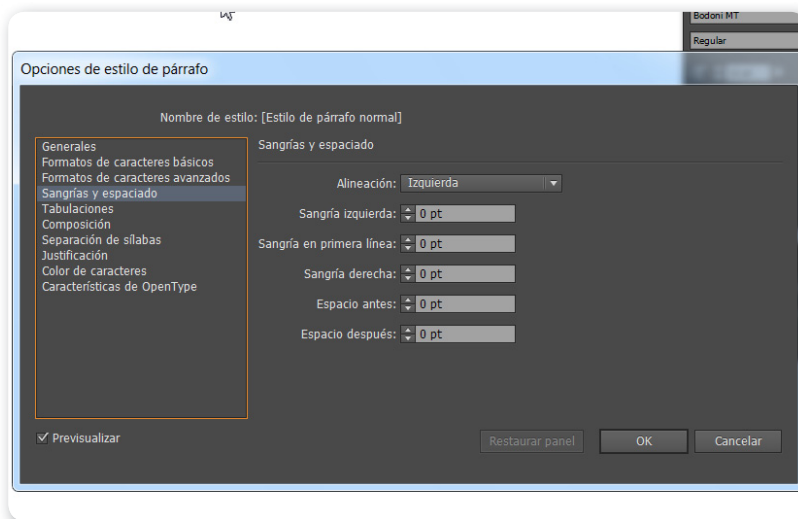 Bodoni MT
Regular
Opciones de estilo de párrafo
Nombre de estilo: [Estilo de párrafo normal]
Generales
Formatos de caracteres básicos
Formatos de caracteres avanzados
Sangrías y espaciado
Tabulaciones
Composición
Separación de sílabas
Justificación
Color de caracteres
Características de OpenType
Sangrías y espaciado
Alineación: Izquierda
Sangría izquierda: 0 pt
Sangría en primera línea: 0 pt
Sangría derecha: 0 pt
Espacio antes: 0 pt
Espacio después: 0 pt
Previsualizar
Restaurar panel
OK
Cancelar